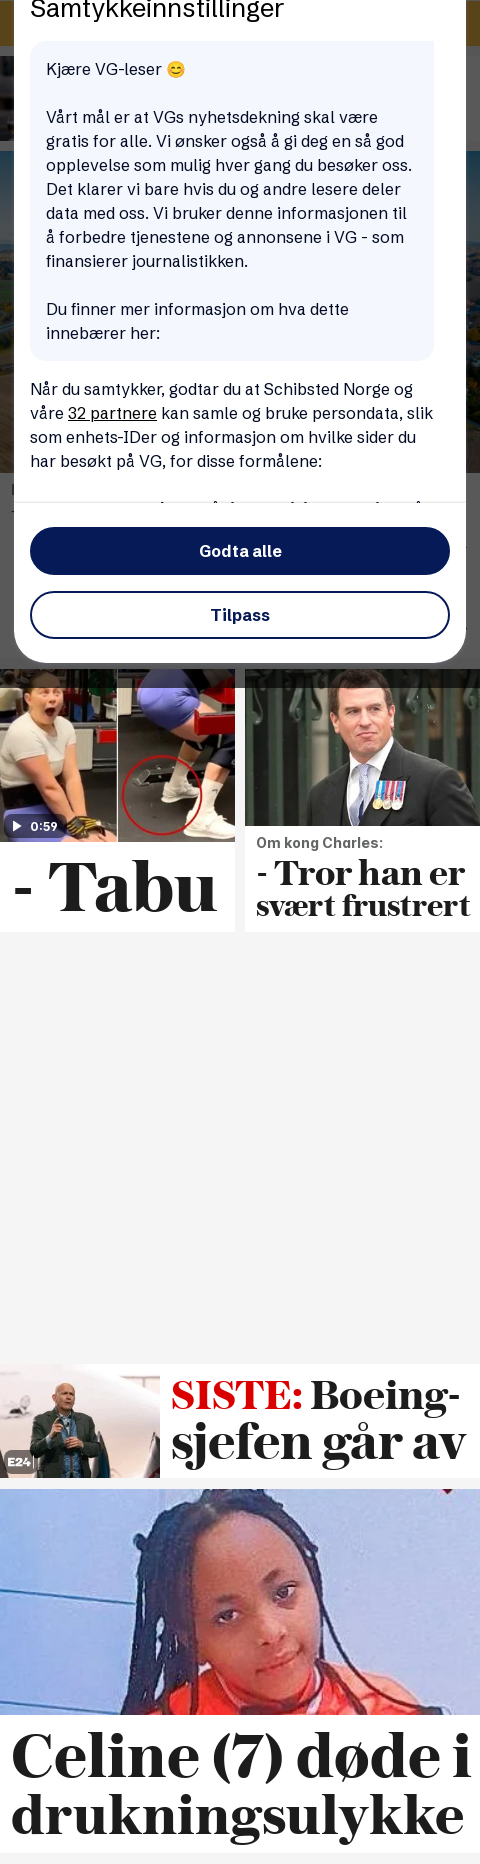 Samtykkeinnstillinger
Kjære VG-leser 😊
Vårt mål er at VGs nyhetsdekning skal være
gratis for alle. Vi ønsker også å gi deg en så god
opplevelse som mulig hver gang du besøker oss.
Det klarer vi bare hvis du og andre lesere deler
data med oss. Vi bruker denne informasjonen til
å forbedre tjenestene og annonsene i VG - som
finansierer journalistikken.
Du finner mer informasjon om hva dette
innebærer her:
Når du samtykker, godtar du at Schibsted Norge og
våre 32 partnere kan samle og bruke persondata, slik
som enhets-IDer og informasjon om hvilke sider du
har besøkt på VG, for disse formålene:
Godta alle
Tilpass
0:59
- Tabu
Om kong Charles:
- Tror han er
svært frustrert
E24
SISTE: Boeing-
sjefen går av
Celine (7) døde i
drukningsulykke